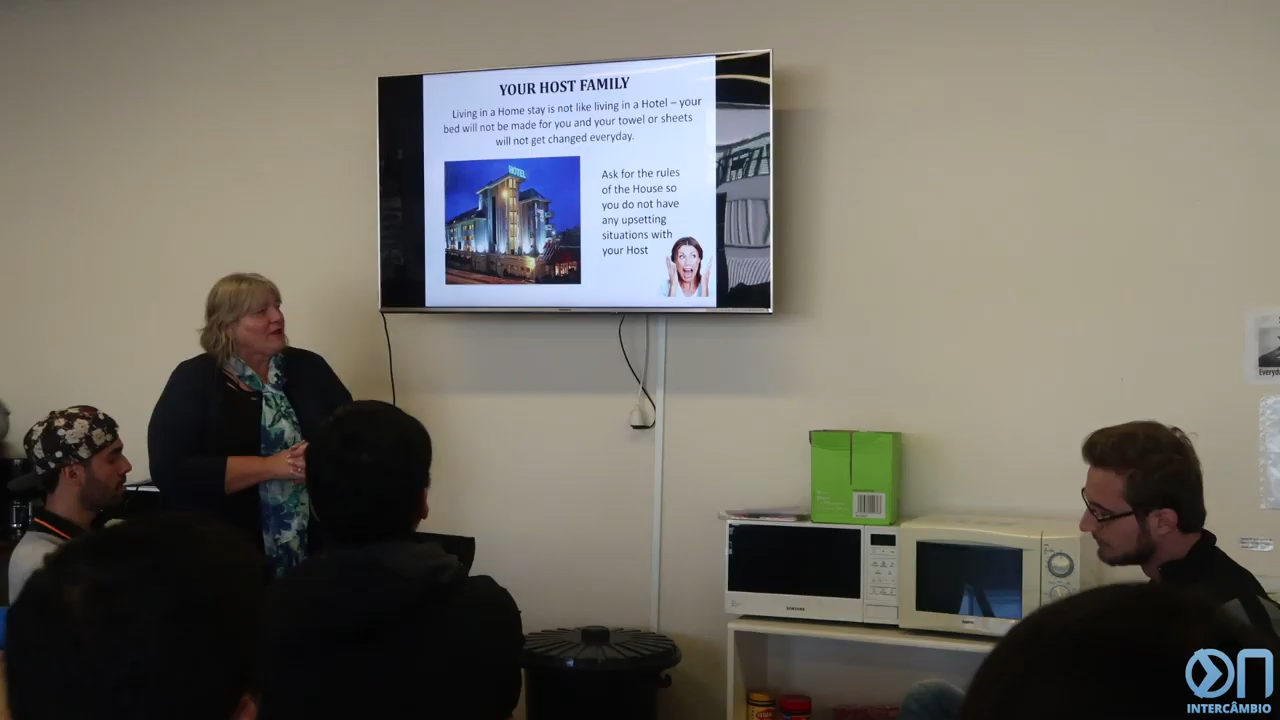 YOUR HOST FAMILY
Living in a Home stay is not like living in a Hotel – your
bed will not be made for you and your towel or sheets
will not get changed everyday.
HOTEL
Ask for the rules
of the House so
you do not have
any upsetting
situations with
your Host
SAMSUNG
ON
INTERCÂMBIO